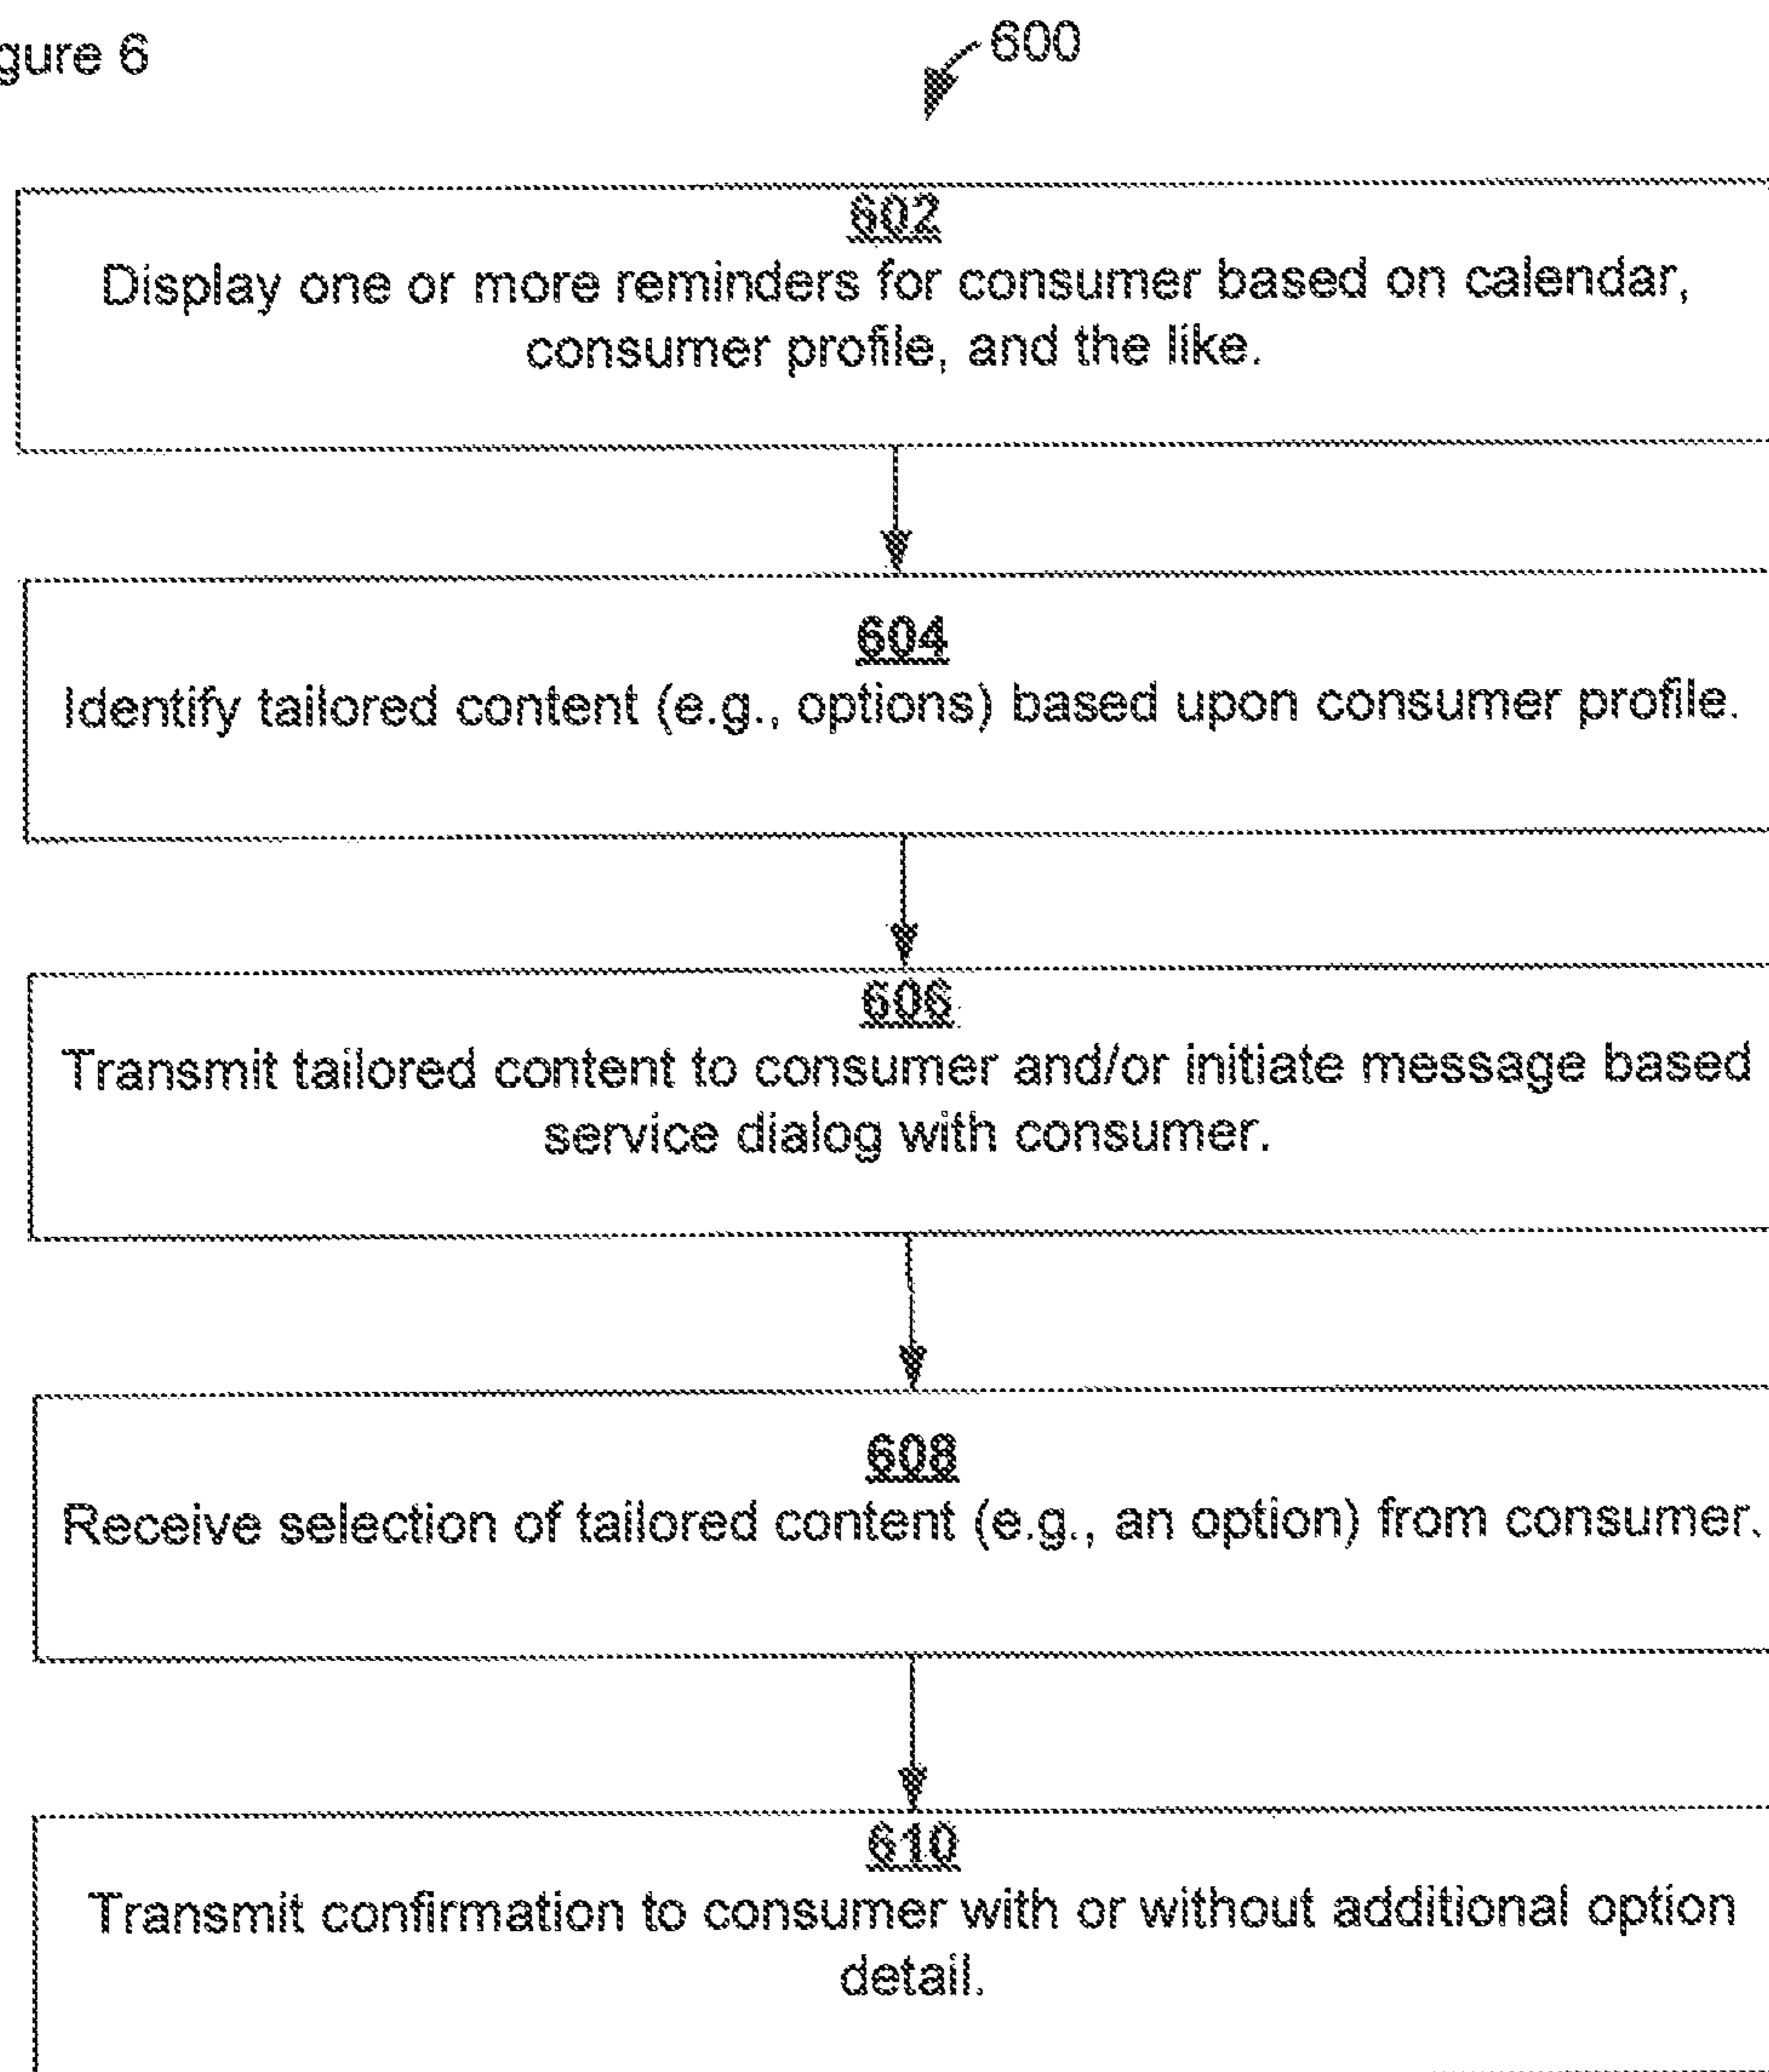 gure 6
600
602
Display one or more reminders for consumer based on calendar,
consumer profile, and the like.
604
Identify tailored content (e.g., options) based upon consumer profile.
606
Transmit tailored content to consumer and/or initiate message based
service dialog with consumer.
608
Receive selection of tailored content (e.g., an option) from consumer.
610
Transmit confirmation to consumer with or without additional option
detail.